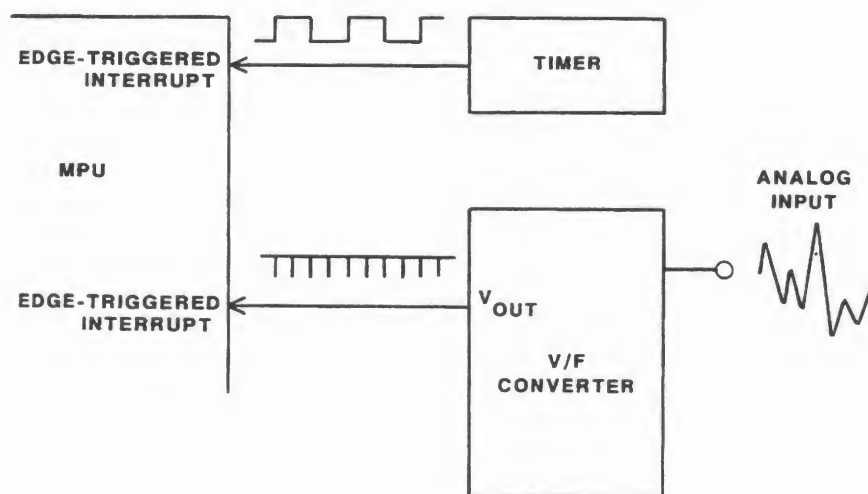 EDGE-TRIGGERED
INTERRUPT
TIMER
MPU
ANALOG
INPUT
EDGE-TRIGGERED
INTERRUPT
VOUT
V/F
CONVERTER